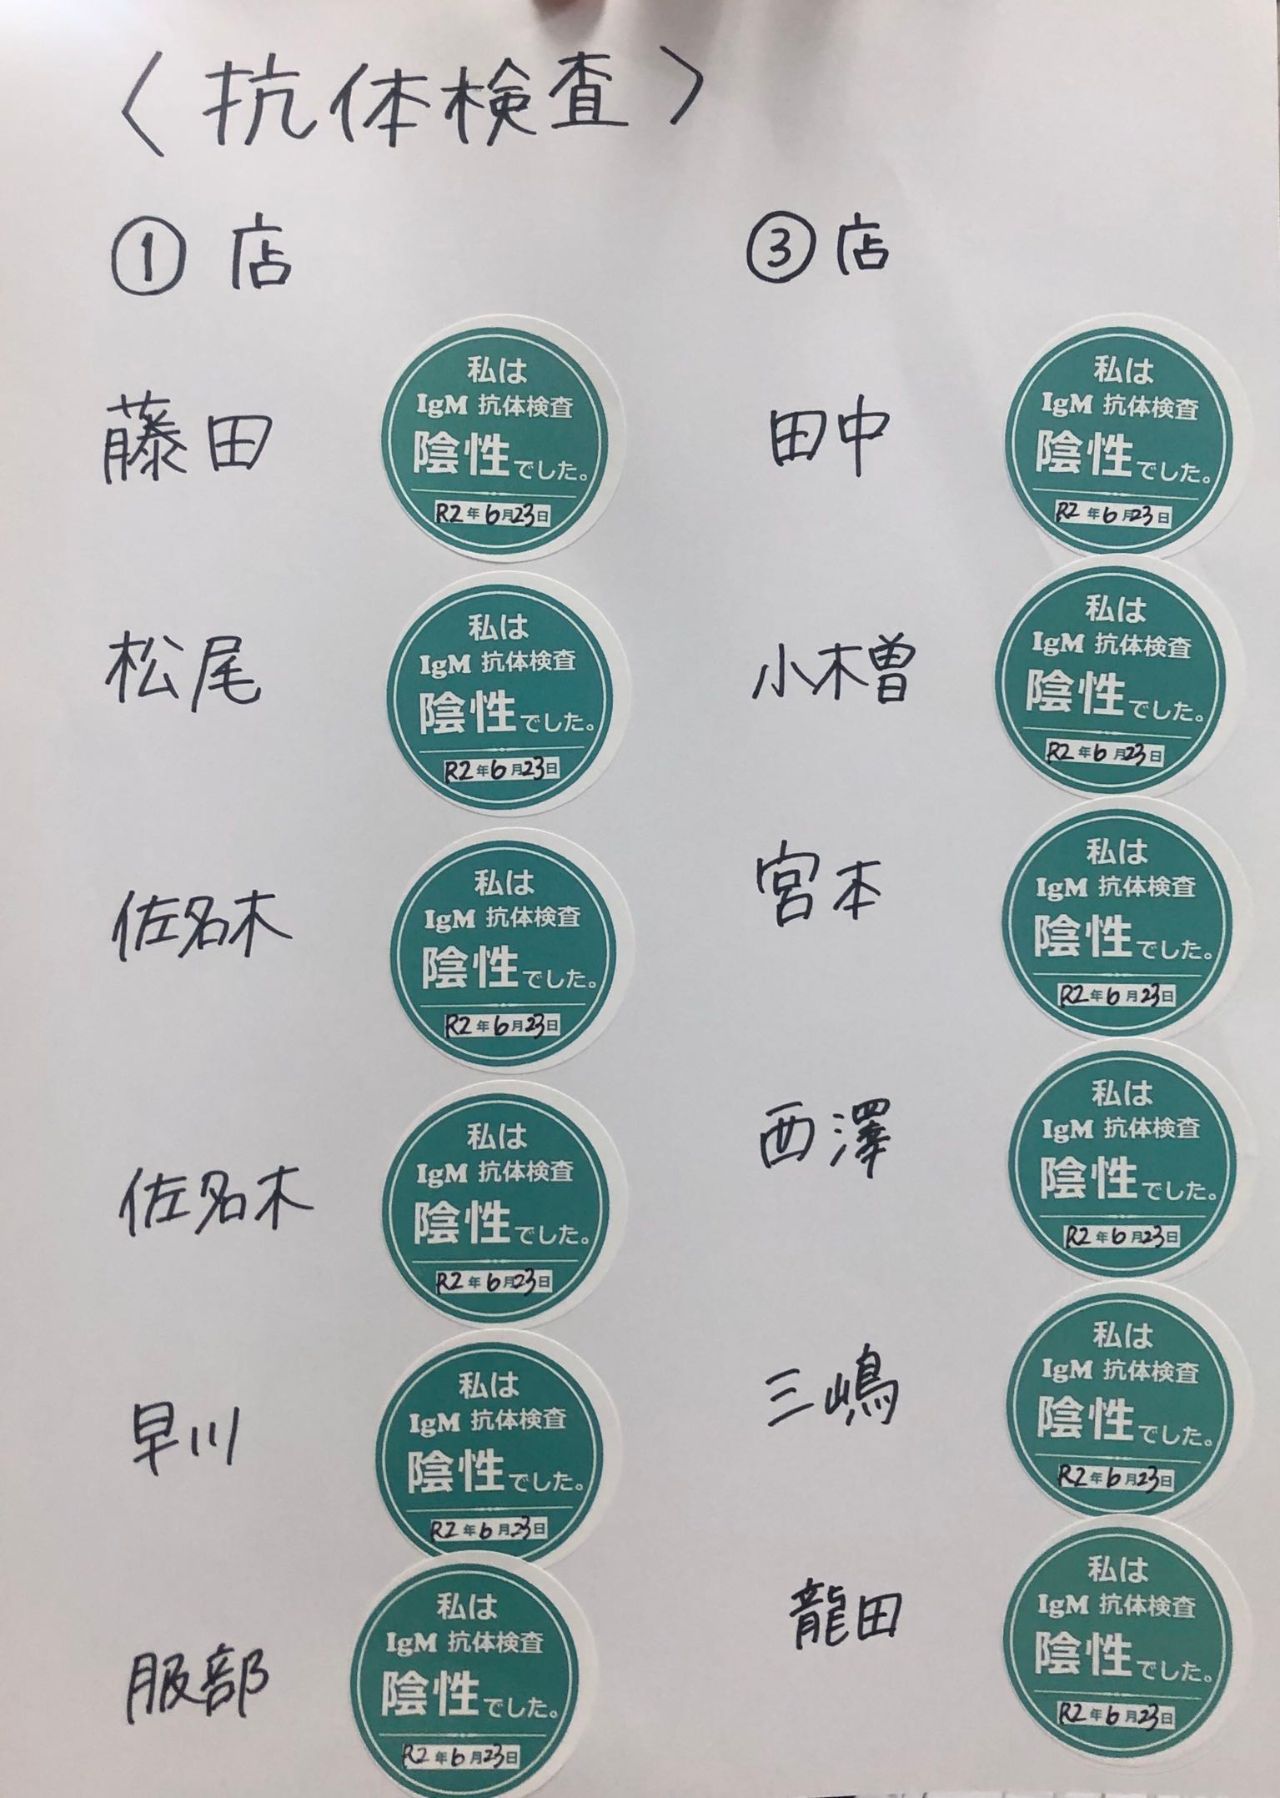 〈抗体検査〉
① 店
藤田
私は
IgM 抗体検査
陰性でした。
R2年6月23日
松尾
私は
IgM 抗体検査
陰性でした。
R2年6月23日
佐名木
私は
IgM 抗体検査
陰性でした。
R2年6月23日
佐名木
私は
IgM 抗体検査
陰性でした。
R2年6月23日
早川
私は
IgM 抗体検査
陰性でした。
R2年6月23日
服部
私は
IgM 抗体検査
陰性でした。
R2年6月23日
③ 店
田中
私は
IgM 抗体検査
陰性でした。
R2年6月23日
小木曽
私は
IgM 抗体検査
陰性でした。
R2年6月23日
宮本
私は
IgM 抗体検査
陰性でした。
R2年6月23日
西澤
私は
IgM 抗体検査
陰性でした。
R2年6月23日
三嶋
私は
IgM 抗体検査
陰性でした。
R2年6月23日
龍田
私は
IgM 抗体検査
陰性でした。
R2年6月23日